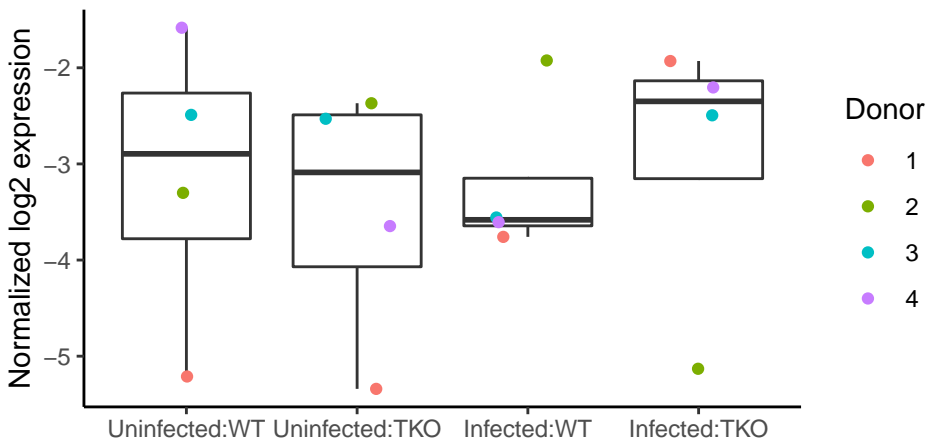 Normalized log2 expression
−2
−3
−4
−5
Uninfected:WT Uninfected:TKO Infected:WT Infected:TKO
Donor
1
2
3
4